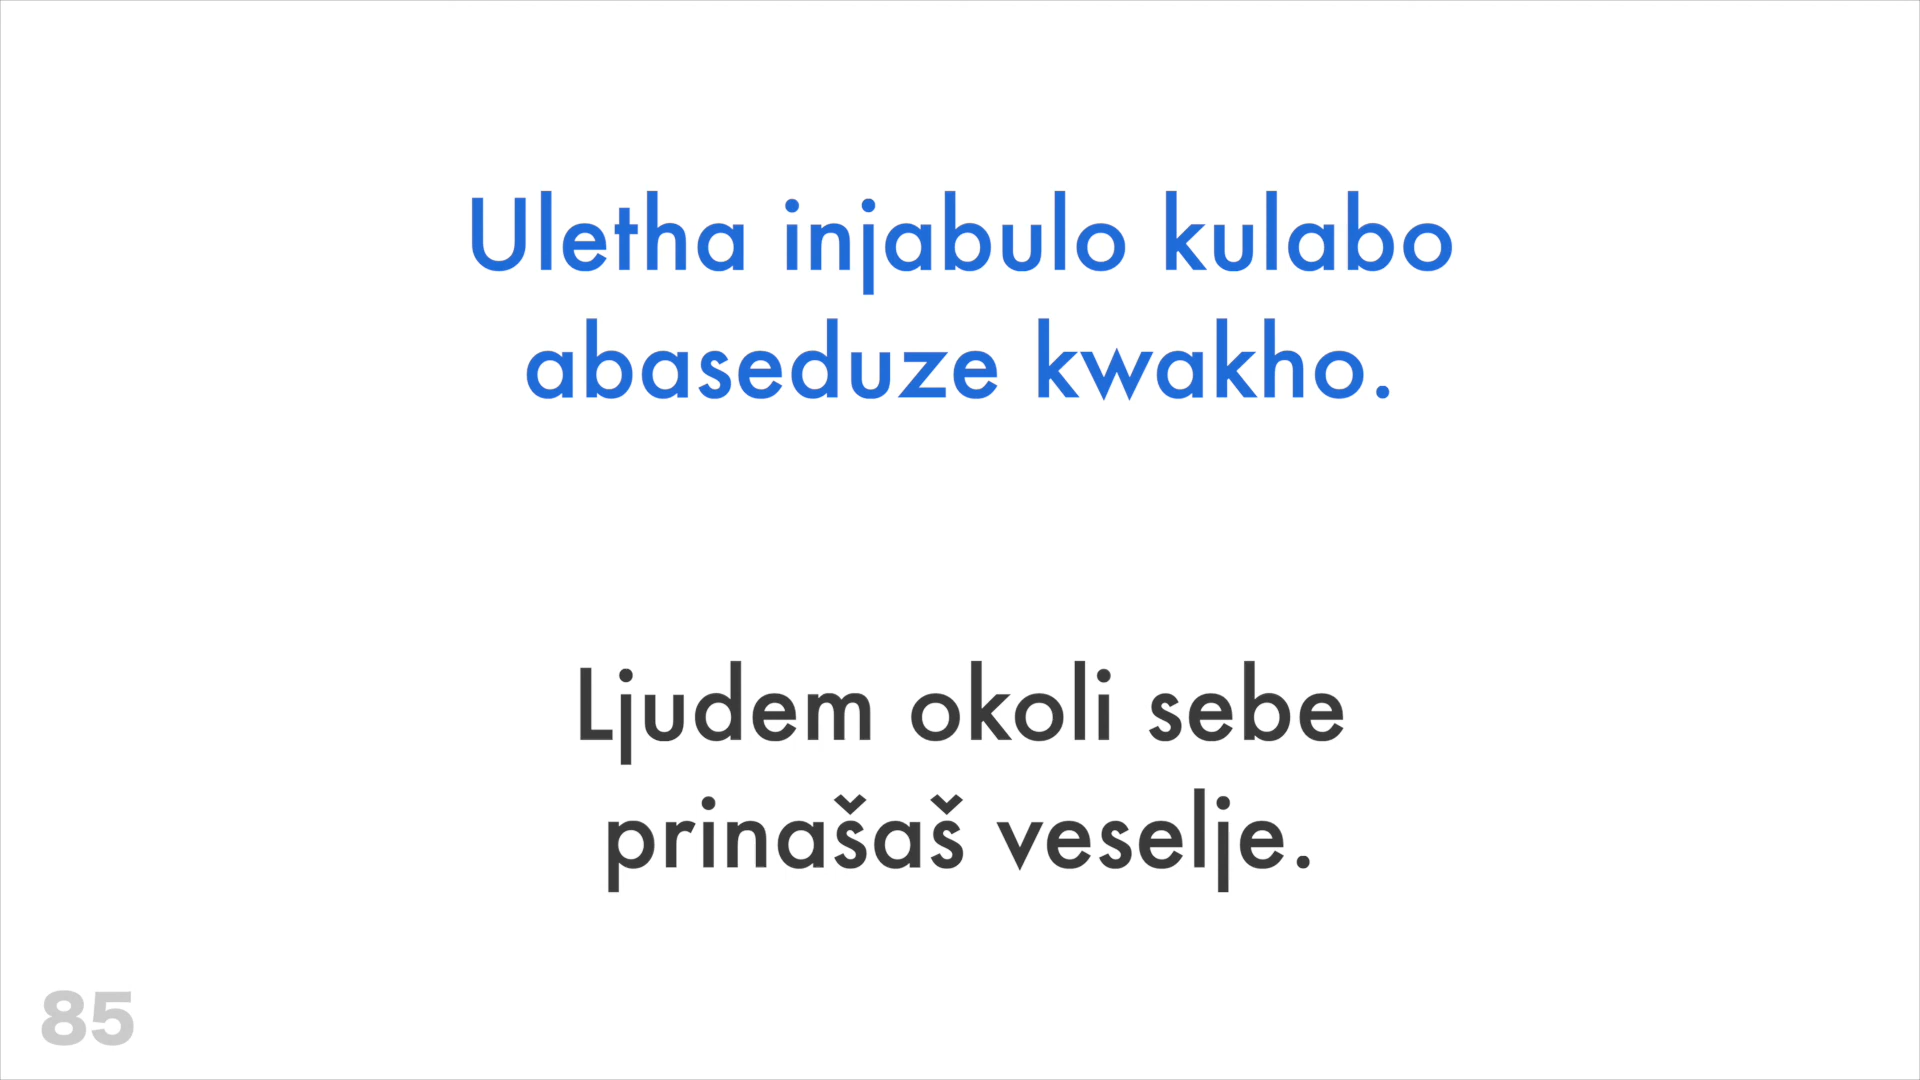 Uletha injabulo kulabo
abaseduze kwakho.
Ljudem okoli sebe
prinašaš veselje.
85